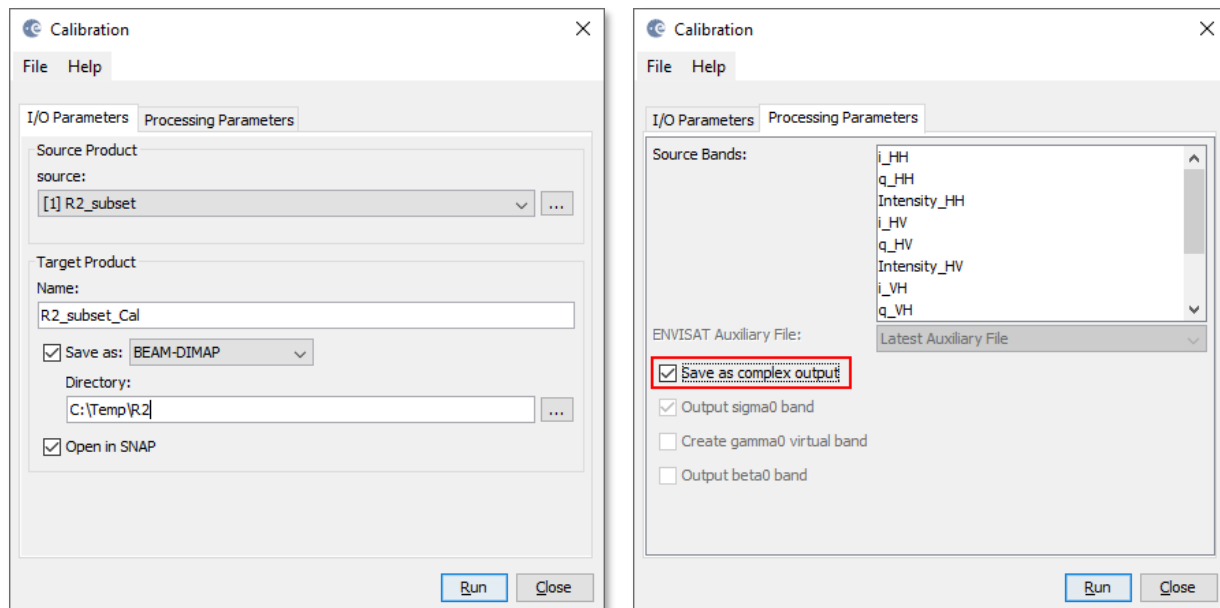 Calibration
File Help
I/O Parameters Processing Parameters
Source Product
source:
[1] R2_subset
...
Target Product
Name:
R2_subset_Cal
Save as: BEAM-DIMAP
Directory:
C:\Temp\R2
...
Open in SNAP
Run Close
Calibration
File Help
I/O Parameters Processing Parameters
Source Bands:
i_HH
q_HH
Intensity_HH
i_HV
q_HV
Intensity_HV
i_VH
q_VH
ENVISAT Auxiliary File: Latest Auxiliary File
Save as complex output
Output sigma0 band
Create gamma0 virtual band
Output beta0 band
Run Close